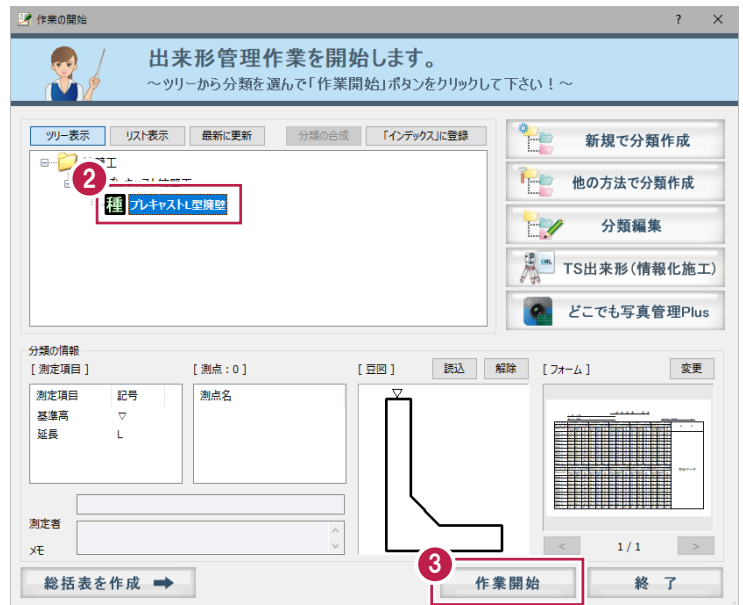 作業の開始 ? ×
出来形管理作業を開始します。
～ツリーから分類を選んで「作業開始」ボタンをクリックして下さい！～
ツリー表示 リスト表示 最新に更新 分類の合成 「インデックス」に登録
2
種 プレキャストL型擁壁
新規で分類作成
他の方法で分類作成
分類編集
TS出来形(情報化施工)
どこでも写真管理Plus
分類の情報
[ 測定項目 ] [ 測点：0 ] [ 豆図 ] 読込 解除 [ フォーム ] 変更
測定項目 記号 測点名
基準高 ▽
延長 L
▽
測定者
メモ
< 1 / 1 >
3
総括表を作成 ➡ 作業開始 終 了